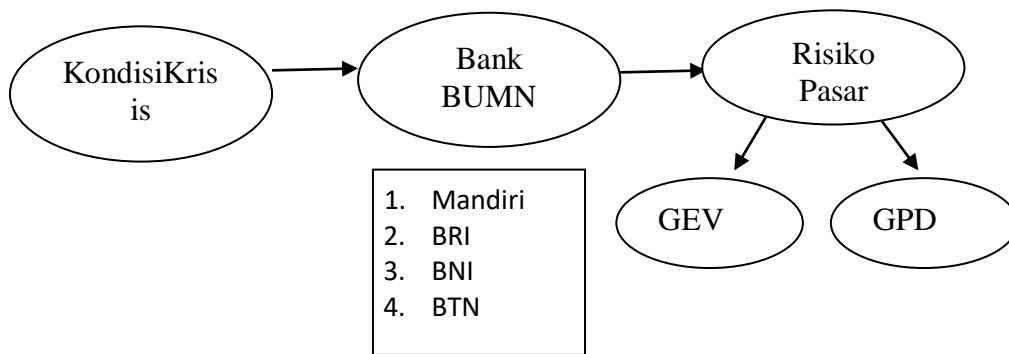 KondisiKris
is
Bank
BUMN
Risiko
Pasar
1. Mandiri
2. BRI
3. BNI
4. BTN
GEV
GPD